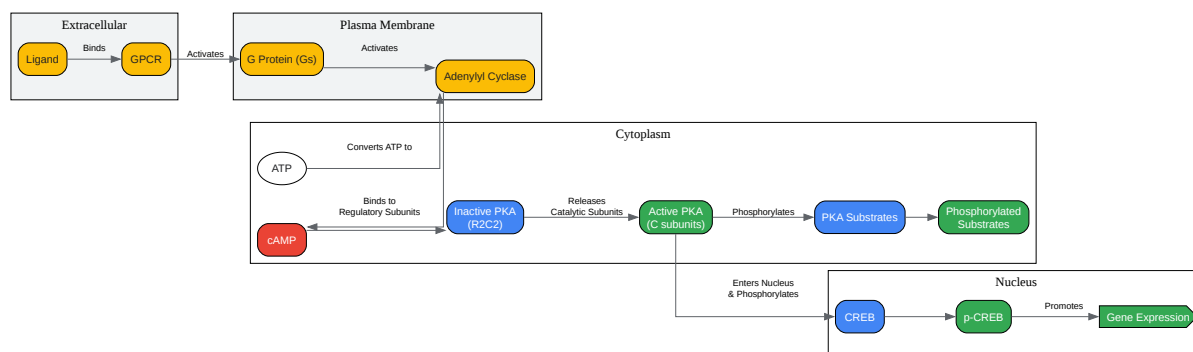 Extracellular
Plasma Membrane
Ligand
Binds
GPCR
Activates
G Protein (Gs)
Activates
Adenylyl Cyclase
Cytoplasm
ATP
Converts ATP to
cAMP
Binds to
Regulatory Subunits
Inactive PKA
(R2C2)
Releases
Catalytic Subunits
Active PKA
(C subunits)
Phosphorylates
PKA Substrates
Phosphorylated
Substrates
Enters Nucleus
& Phosphorylates
Nucleus
CREB
p-CREB
Promotes
Gene Expression